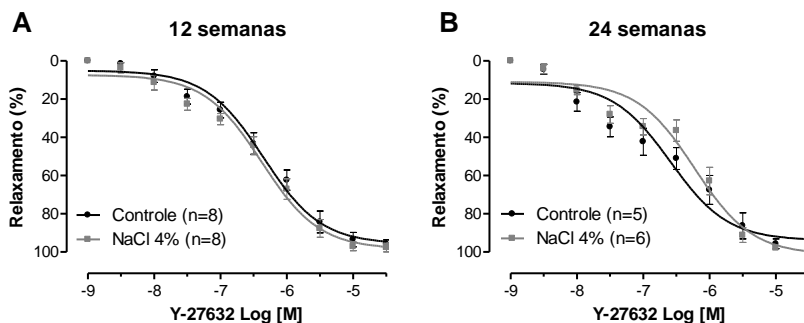 A
12 semanas
0
20
40
60
80
100
Relaxamento (%)
Controle (n=8)
NaCl 4% (n=8)
-9
-8
-7
-6
-5
Y-27632 Log [M]
B
24 semanas
0
20
40
60
80
100
Relaxamento (%)
Controle (n=5)
NaCl 4% (n=6)
-9
-8
-7
-6
-5
Y-27632 Log [M]